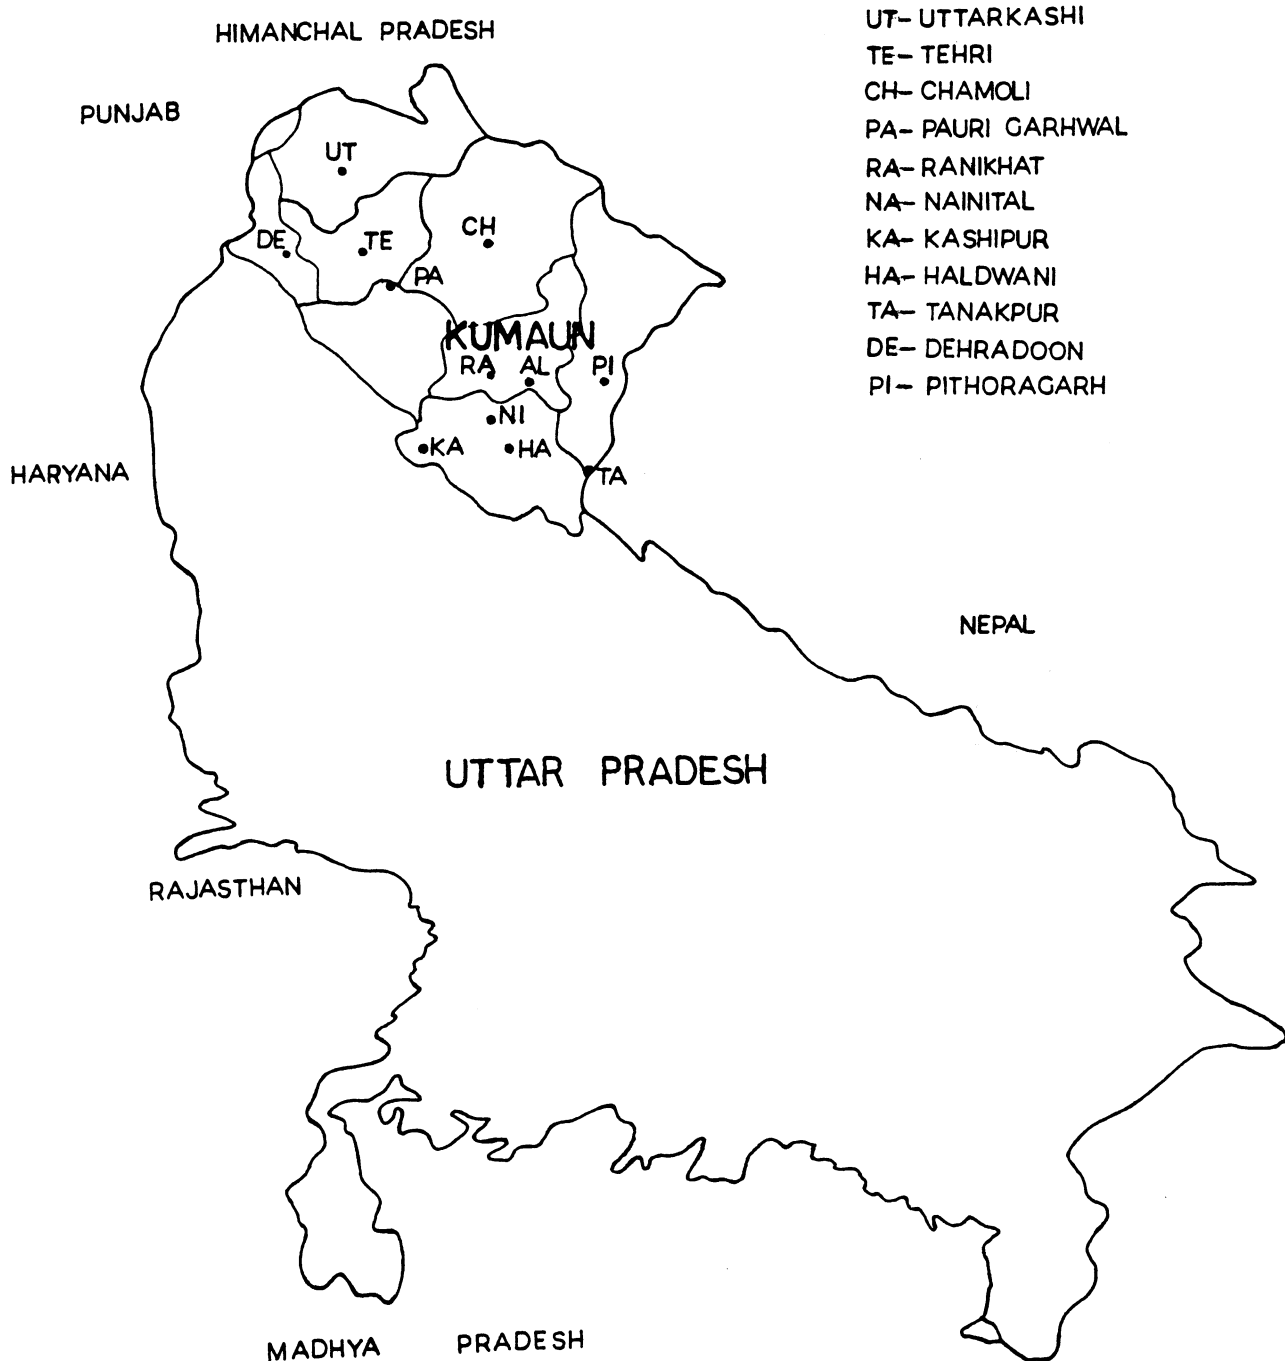 HIMANCHAL PRADESH
PUNJAB
UT- UTTARKASHI
TE- TEHRI
CH- CHAMOLI
PA- PAURI GARHWAL
RA- RANIKHAT
NA- NAINITAL
KA- KASHIPUR
HA- HALDWANI
TA- TANAKPUR
DE- DEHRADOON
PI- PITHORAGARH
UT
DE
TE
CH
PA
KUMAUN
RA
AL
PI
NI
KA
HA
TA
HARYANA
NEPAL
UTTAR PRADESH
RAJASTHAN
MADHYA PRADESH